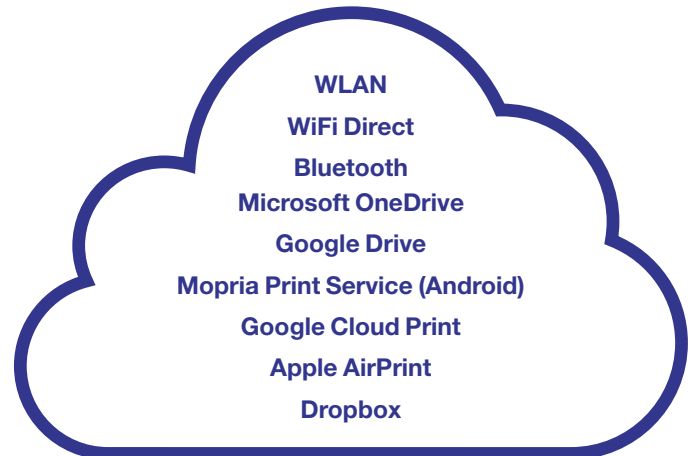 WLAN
WiFi Direct
Bluetooth
Microsoft OneDrive
Google Drive
Mopria Print Service (Android)
Google Cloud Print
Apple AirPrint
Dropbox